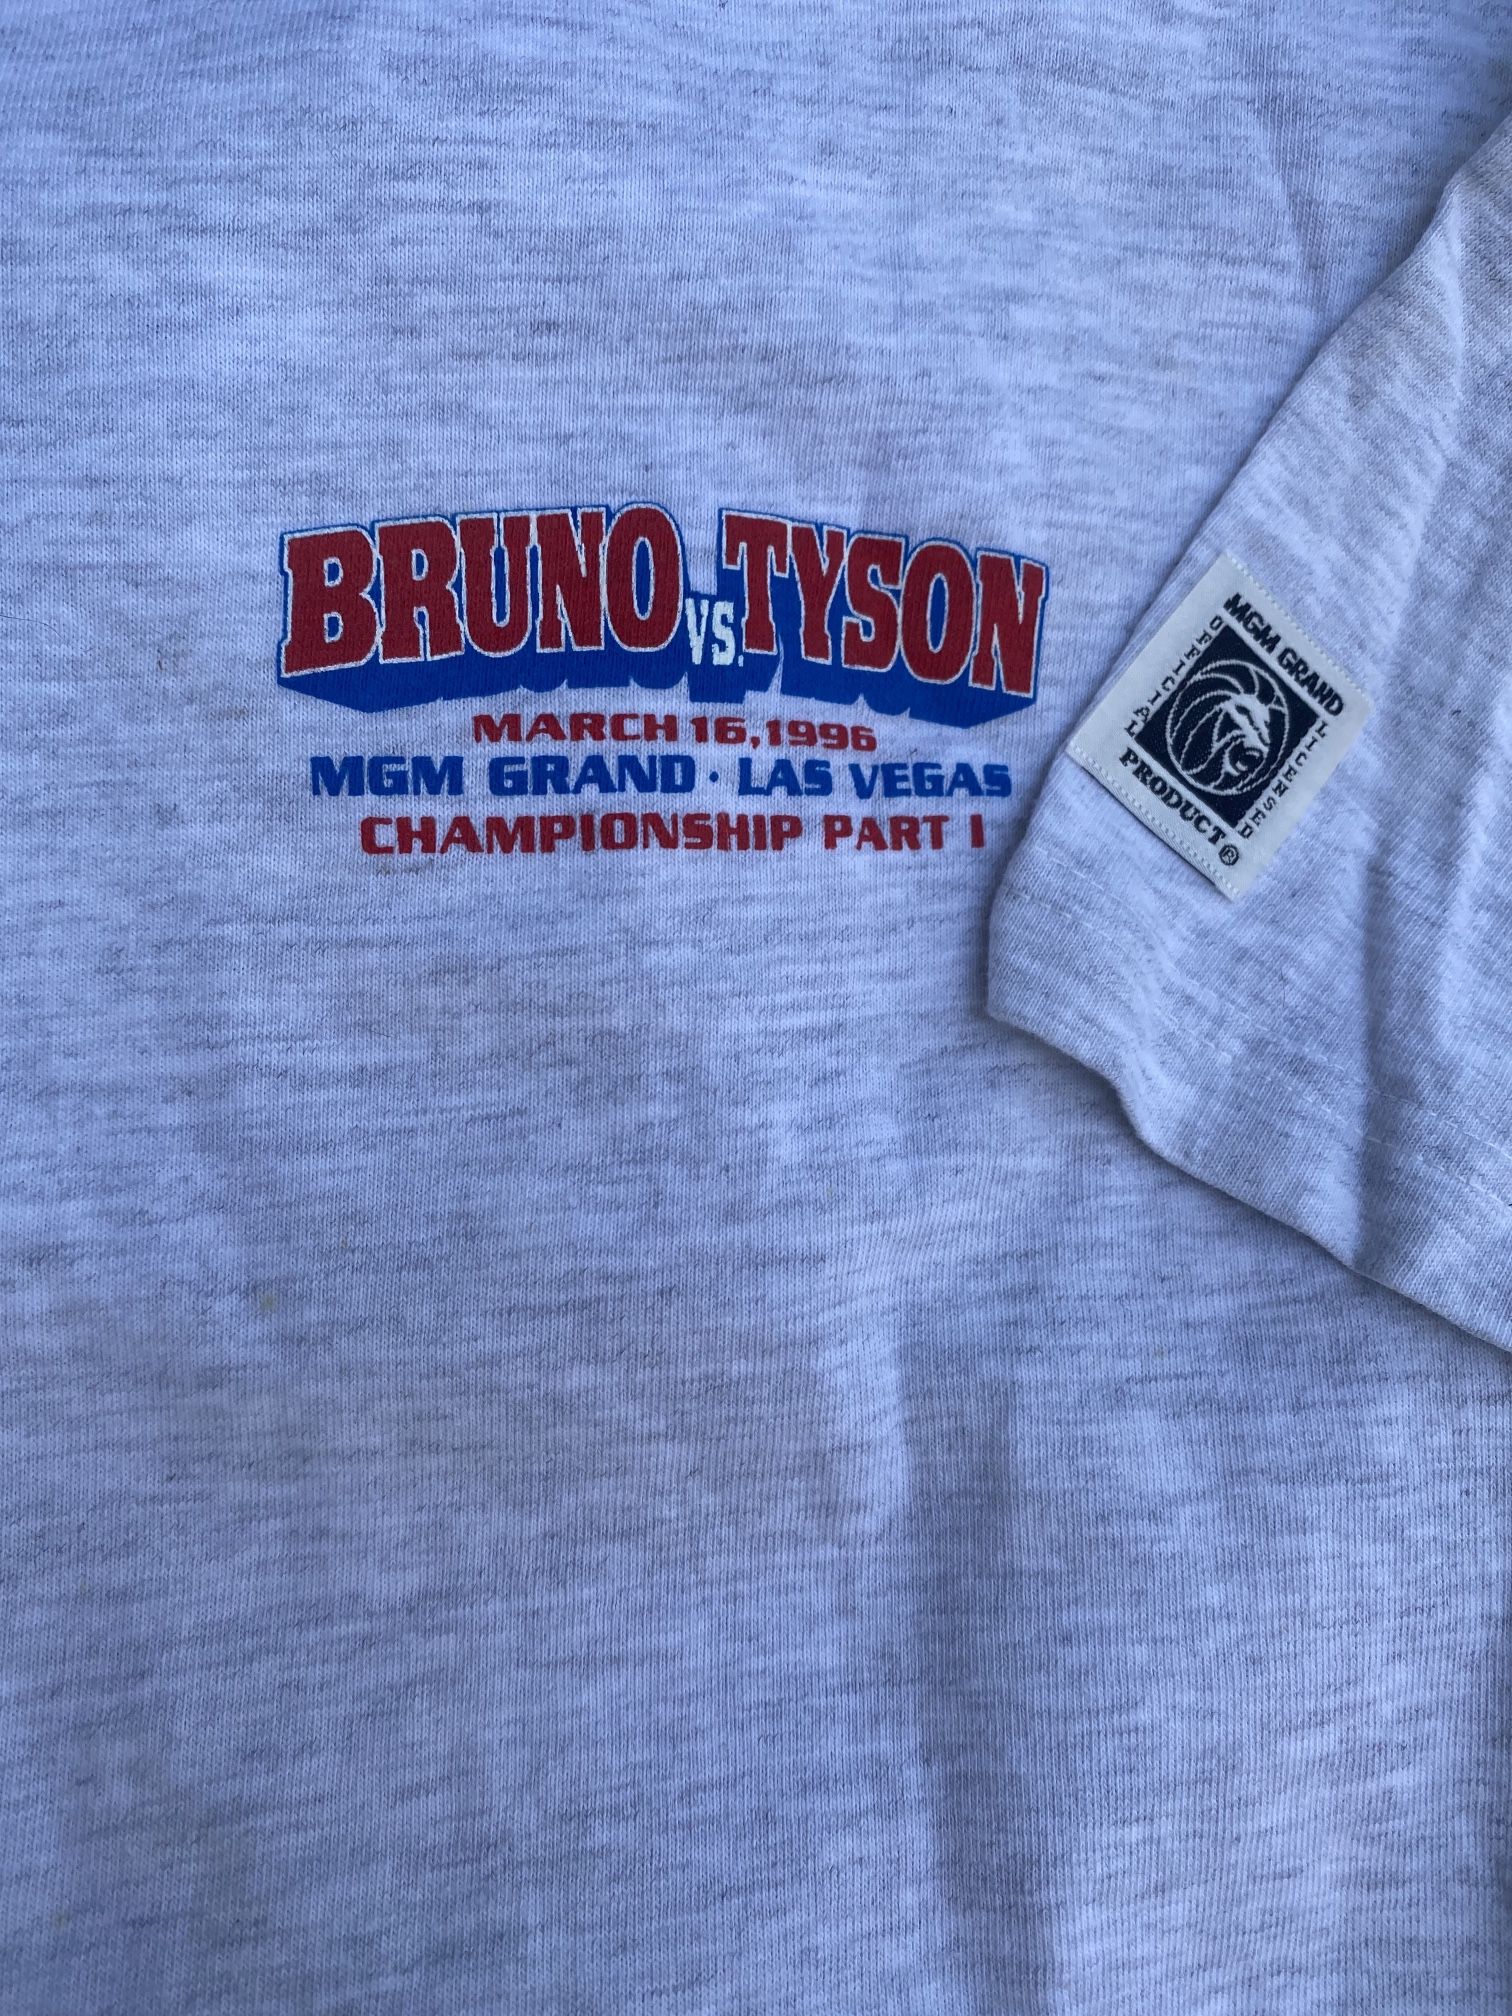 BRUNO VS. TYSON
MARCH 16, 1996
MGM GRAND · LAS VEGAS
CHAMPIONSHIP PART I
MGM GRAND
OFFICIAL
LICENSED
PRODUCT®